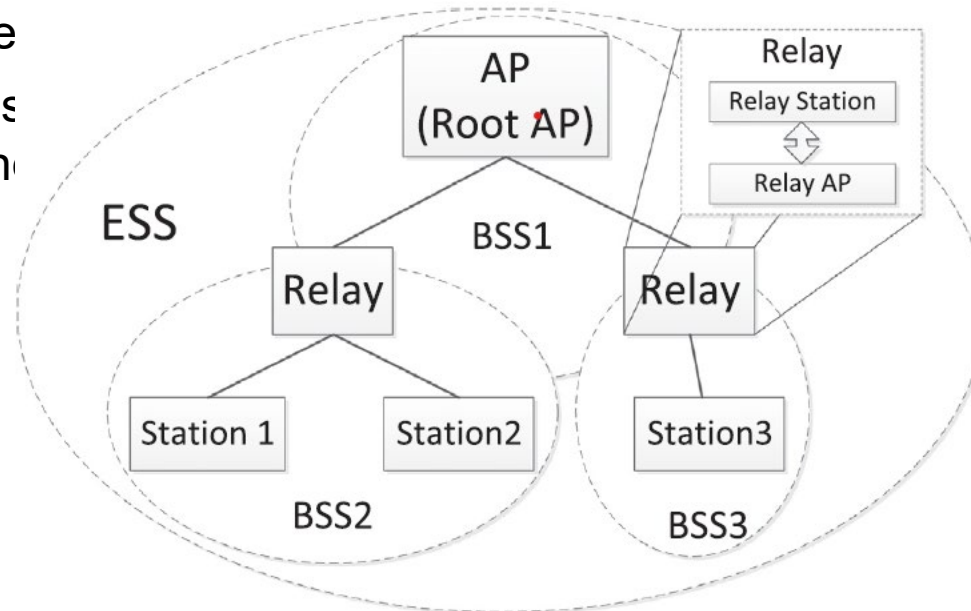 AP
(Root AP)
Relay
Relay Station
Relay AP
ESS
BSS1
Relay
Relay
Station 1
Station2
Station3
BSS2
BSS3